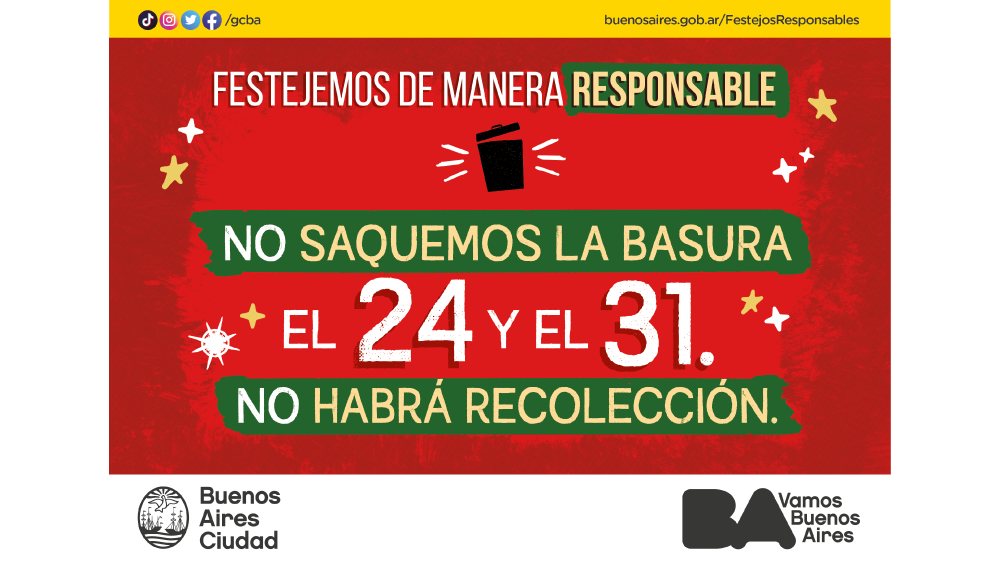 /gcba
buenosaires.gob.ar/FestejosResponsables
FESTEJEMOS DE MANERA RESPONSABLE
NO SAQUEMOS LA BASURA
EL 24 Y EL 31.
NO HABRÁ RECOLECCIÓN.
Buenos
Aires
Ciudad
BA
Vamos
Buenos
Aires